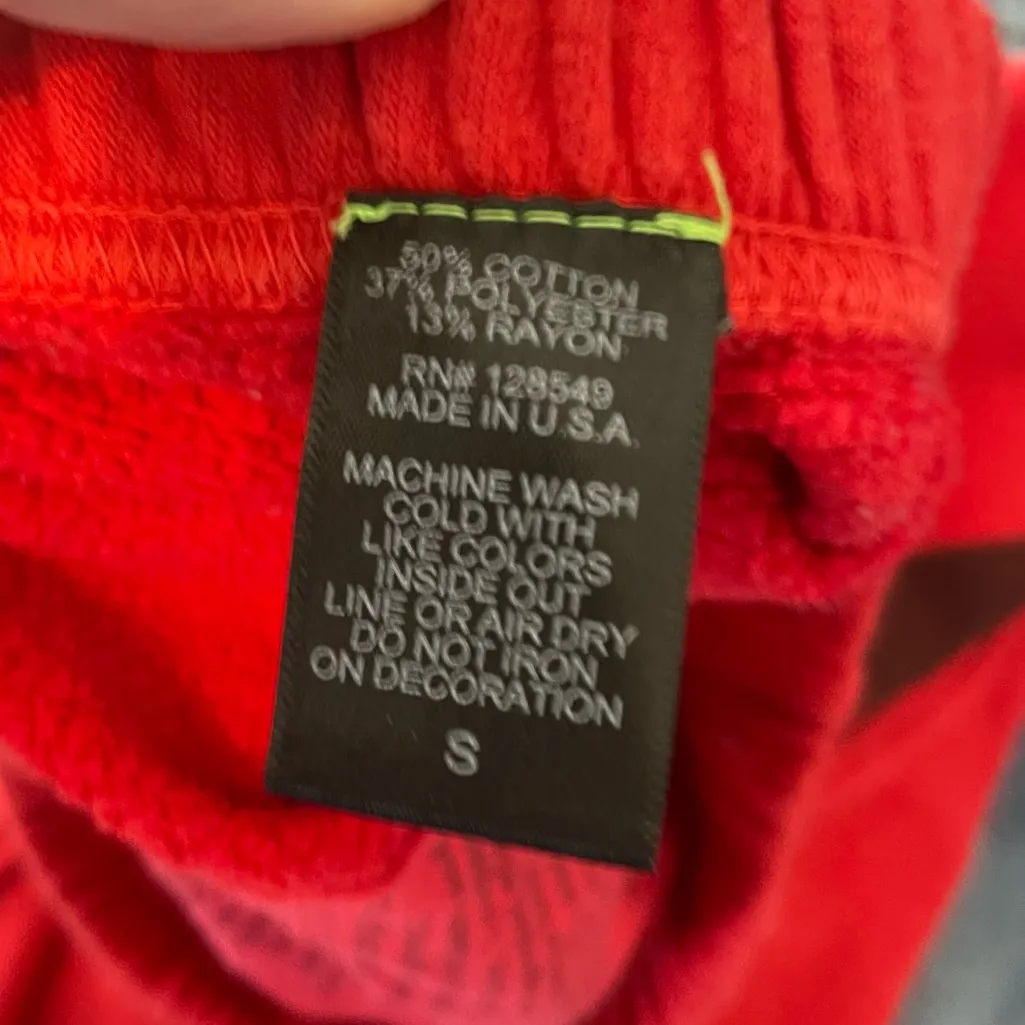 50% COTTON
37% POLYESTER
13% RAYON
RN# 128549
MADE IN U.S.A.
MACHINE WASH
COLD WITH
LIKE COLORS
INSIDE OUT
LINE OR AIR DRY
DO NOT IRON
ON DECORATION
S